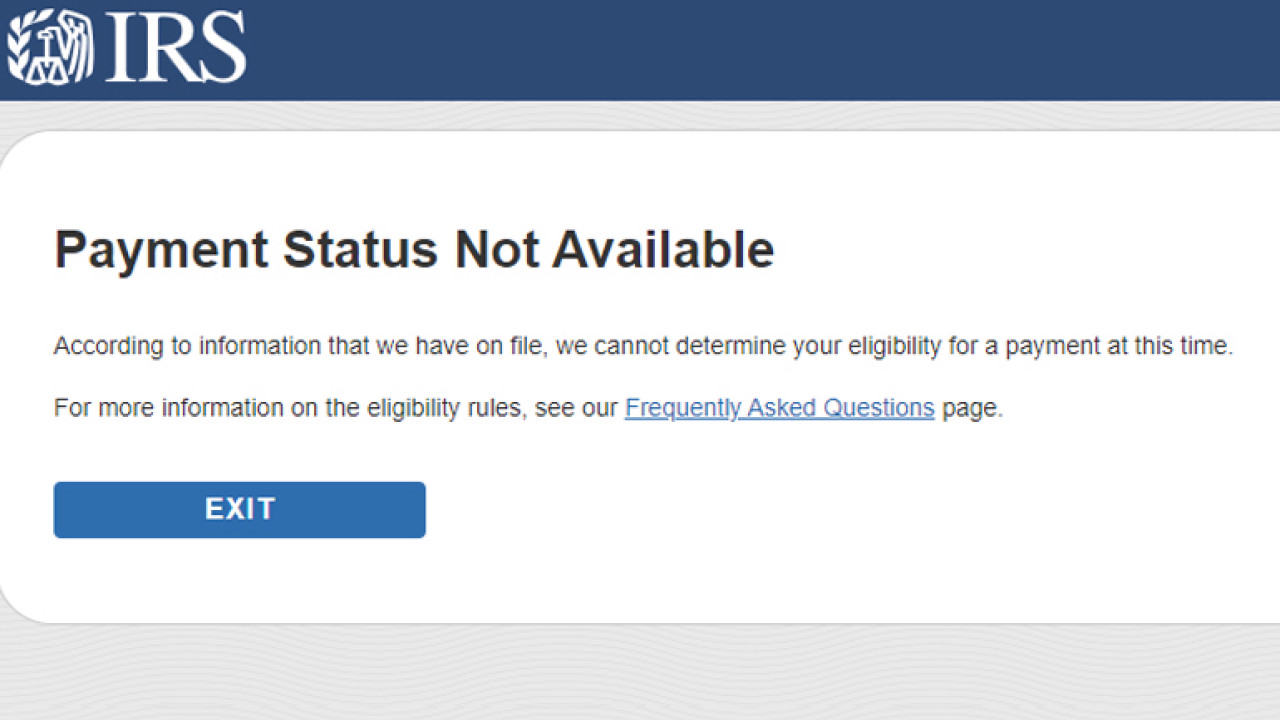 IRS
Payment Status Not Available
According to information that we have on file, we cannot determine your eligibility for a payment at this time.
For more information on the eligibility rules, see our Frequently Asked Questions page.
EXIT